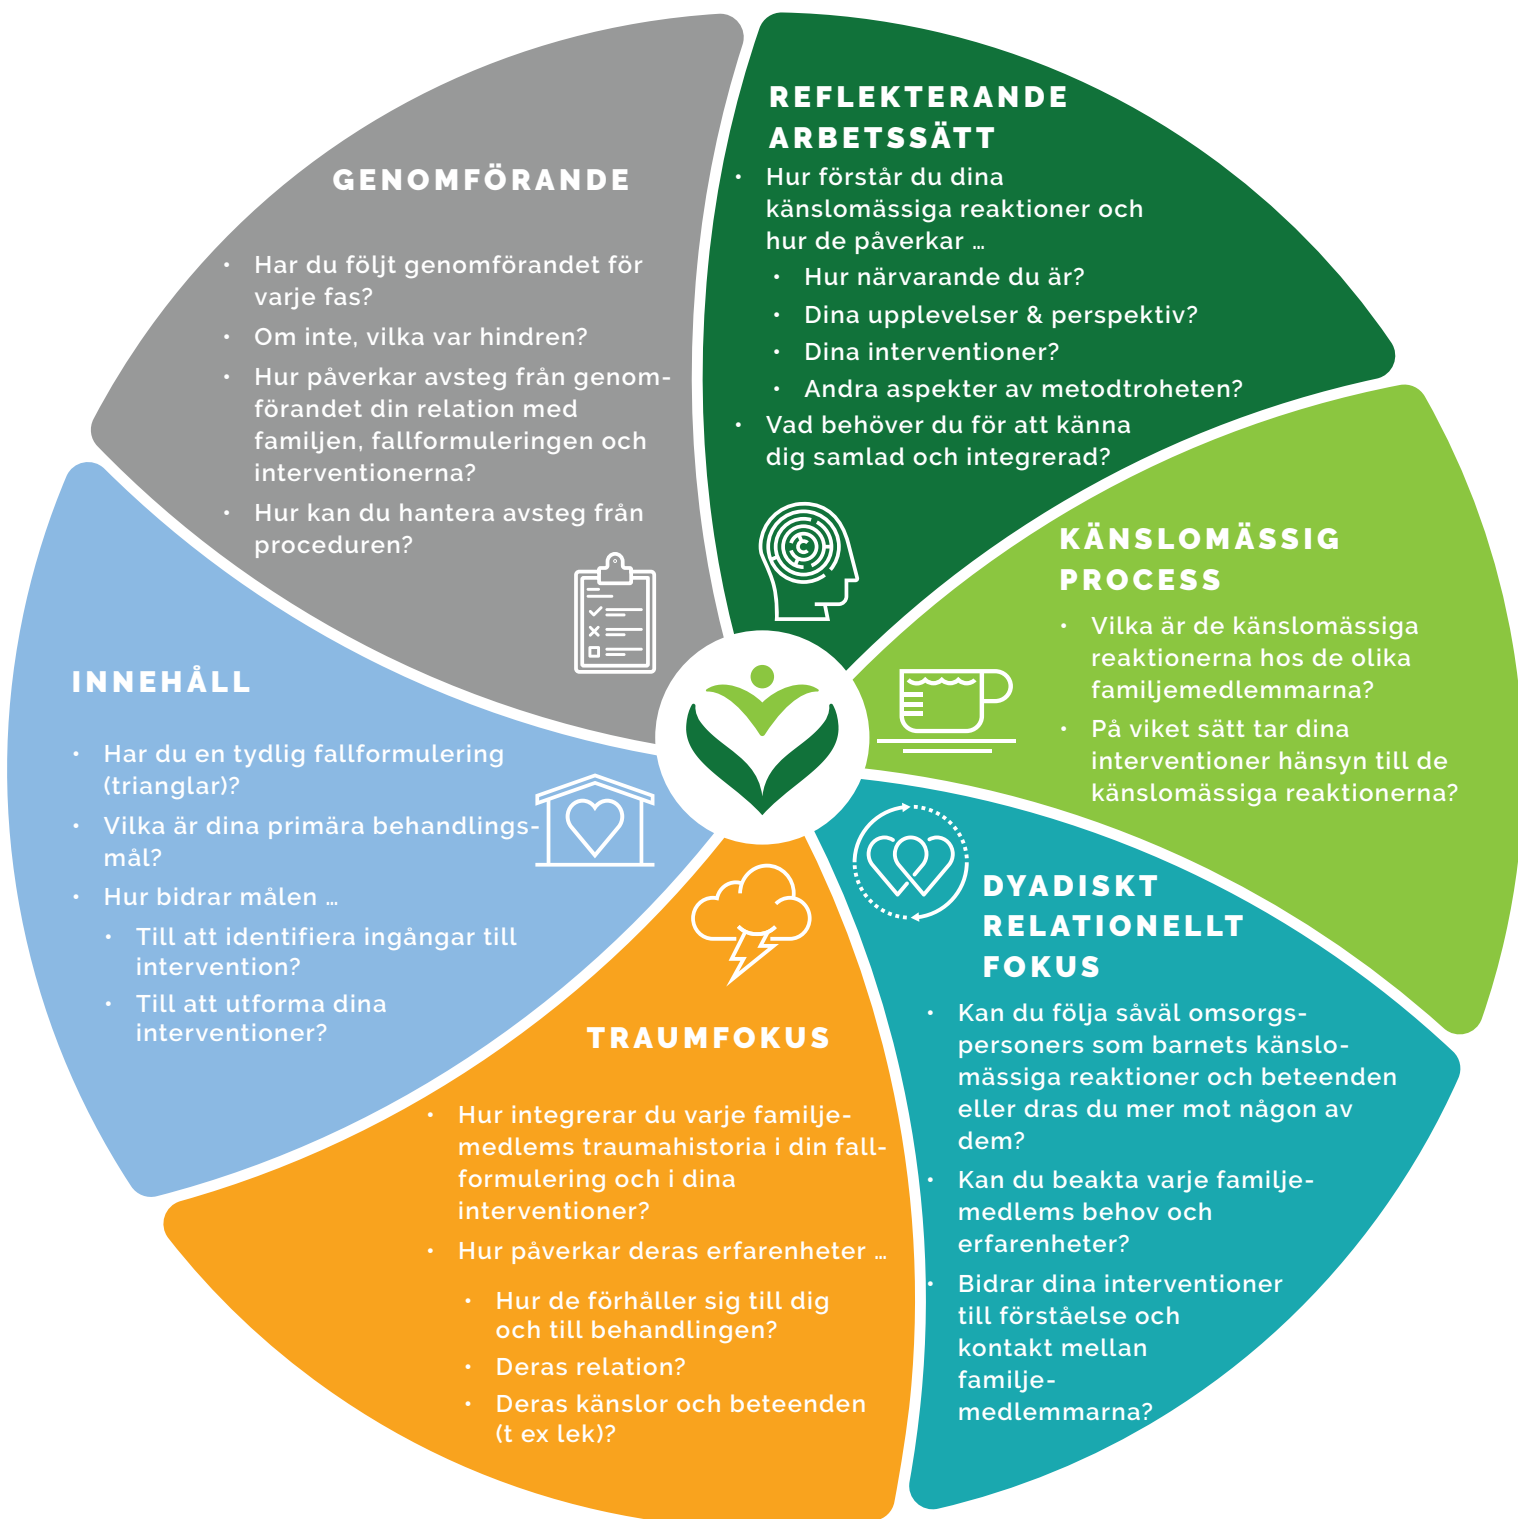 REFLEKTERANDE
ARBETSSÄTT
• Hur förstår du dina
känslomässiga reaktioner och
hur de påverkar …
• Hur närvarande du är?
• Dina upplevelser & perspektiv?
• Dina interventioner?
• Andra aspekter av metodtroheten?
• Vad behöver du för att känna
dig samlad och integrerad?
KÄNSLOMÄSSIG
PROCESS
• Vilka är de känslomässiga
reaktionerna hos de olika
familjemedlemmarna?
• På viket sätt tar dina
interventioner hänsyn till de
känslomässiga reaktionerna?
DYADISKT
RELATIONELLT
FOKUS
• Kan du följa såväl omsorgs-
personers som barnets känslo-
mässiga reaktioner och beteenden
eller dras du mer mot någon av
dem?
• Kan du beakta varje familje-
medlems behov och
erfarenheter?
• Bidrar dina interventioner
till förståelse och
kontakt mellan
familje-
medlemmarna?
TRAUMFOKUS
• Hur integrerar du varje familje-
medlems traumahistoria i din fall-
formulering och i dina
interventioner?
• Hur påverkar deras erfarenheter …
• Hur de förhåller sig till dig
och till behandlingen?
• Deras relation?
• Deras känslor och beteenden
(t ex lek)?
INNEHÅLL
• Har du en tydlig fallformulering
(trianglar)?
• Vilka är dina primära behandlings-
mål?
• Hur bidrar målen …
• Till att identifiera ingångar till
intervention?
• Till att utforma dina
interventioner?
GENOMFÖRANDE
• Har du följt genomförandet för
varje fas?
• Om inte, vilka var hindren?
• Hur påverkar avsteg från genom-
förandet din relation med
familjen, fallformuleringen och
interventionerna?
• Hur kan du hantera avsteg från
proceduren?